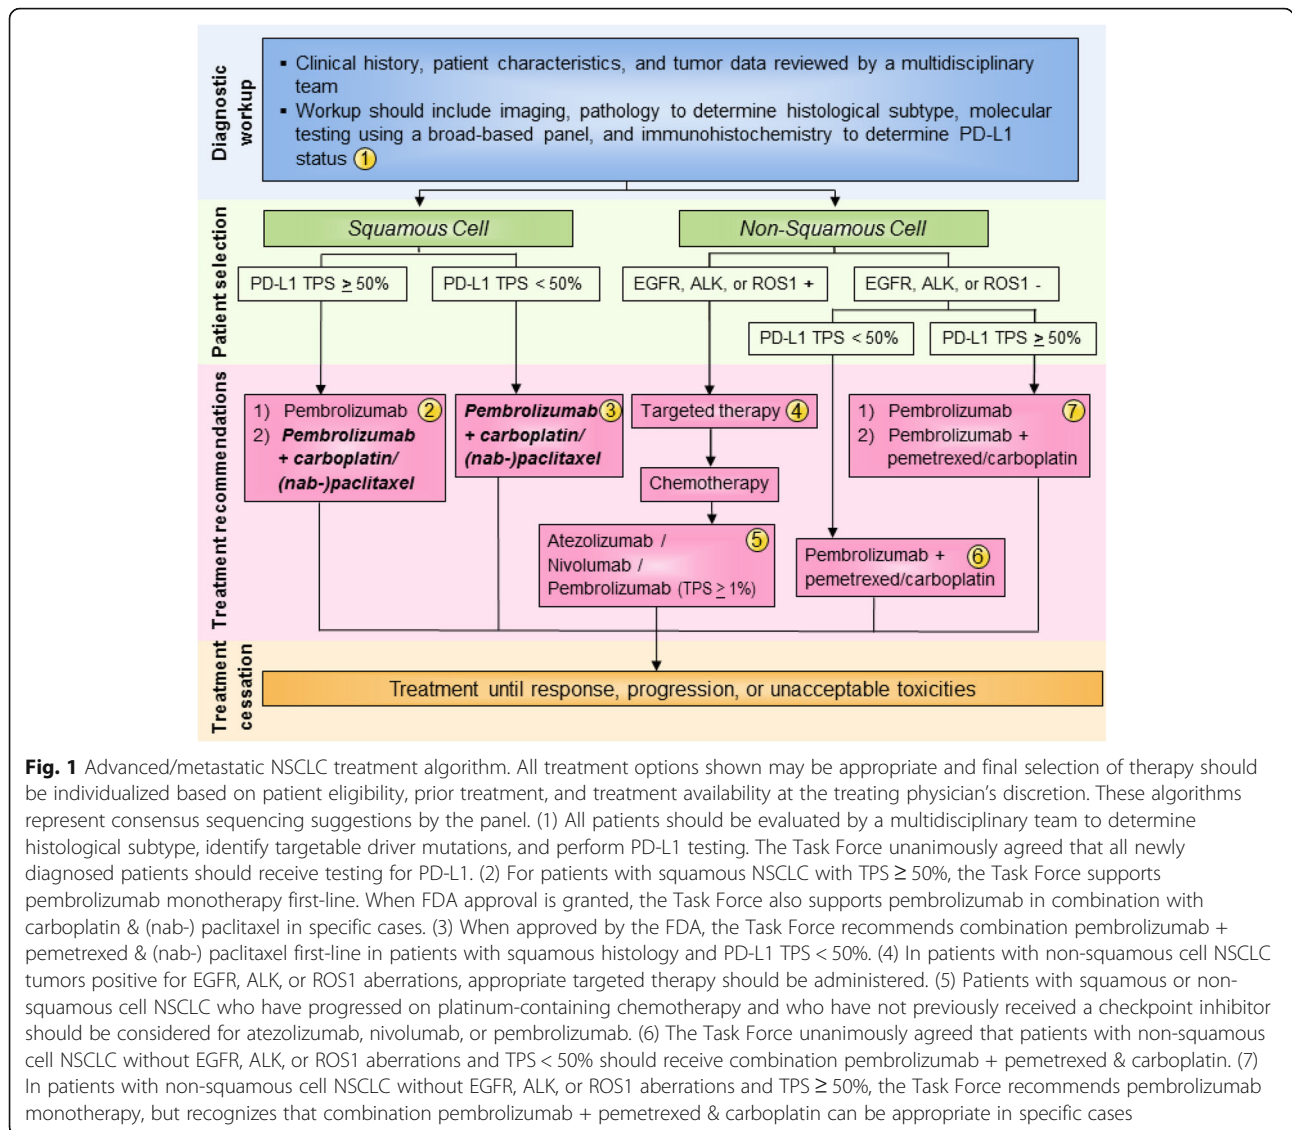 Diagnostic
workup
▪ Clinical history, patient characteristics, and tumor data reviewed by a multidisciplinary
team
▪ Workup should include imaging, pathology to determine histological subtype, molecular
testing using a broad-based panel, and immunohistochemistry to determine PD-L1
status 1
Patient selection
Squamous Cell
Non-Squamous Cell
PD-L1 TPS ≥ 50%
PD-L1 TPS < 50%
EGFR, ALK, or ROS1 +
EGFR, ALK, or ROS1 -
PD-L1 TPS < 50%
PD-L1 TPS ≥ 50%
Treatment recommendations
1) Pembrolizumab 2
2) Pembrolizumab
+ carboplatin/
(nab-)paclitaxel
Pembrolizumab 3
+ carboplatin/
(nab-)paclitaxel
Targeted therapy 4
Chemotherapy
Atezolizumab / 5
Nivolumab /
Pembrolizumab (TPS ≥ 1%)
Pembrolizumab + 6
pemetrexed/carboplatin
1) Pembrolizumab 7
2) Pembrolizumab +
pemetrexed/carboplatin
Treatment
cessation
Treatment until response, progression, or unacceptable toxicities
Fig. 1 Advanced/metastatic NSCLC treatment algorithm. All treatment options shown may be appropriate and final selection of therapy should
be individualized based on patient eligibility, prior treatment, and treatment availability at the treating physician's discretion. These algorithms
represent consensus sequencing suggestions by the panel. (1) All patients should be evaluated by a multidisciplinary team to determine
histological subtype, identify targetable driver mutations, and perform PD-L1 testing. The Task Force unanimously agreed that all newly
diagnosed patients should receive testing for PD-L1. (2) For patients with squamous NSCLC with TPS ≥ 50%, the Task Force supports
pembrolizumab monotherapy first-line. When FDA approval is granted, the Task Force also supports pembrolizumab in combination with
carboplatin & (nab-) paclitaxel in specific cases. (3) When approved by the FDA, the Task Force recommends combination pembrolizumab +
pemetrexed & (nab-) paclitaxel first-line in patients with squamous histology and PD-L1 TPS < 50%. (4) In patients with non-squamous cell NSCLC
tumors positive for EGFR, ALK, or ROS1 aberrations, appropriate targeted therapy should be administered. (5) Patients with squamous or non-
squamous cell NSCLC who have progressed on platinum-containing chemotherapy and who have not previously received a checkpoint inhibitor
should be considered for atezolizumab, nivolumab, or pembrolizumab. (6) The Task Force unanimously agreed that patients with non-squamous
cell NSCLC without EGFR, ALK, or ROS1 aberrations and TPS < 50% should receive combination pembrolizumab + pemetrexed & carboplatin. (7)
In patients with non-squamous cell NSCLC without EGFR, ALK, or ROS1 aberrations and TPS ≥ 50%, the Task Force recommends pembrolizumab
monotherapy, but recognizes that combination pembrolizumab + pemetrexed & carboplatin can be appropriate in specific cases